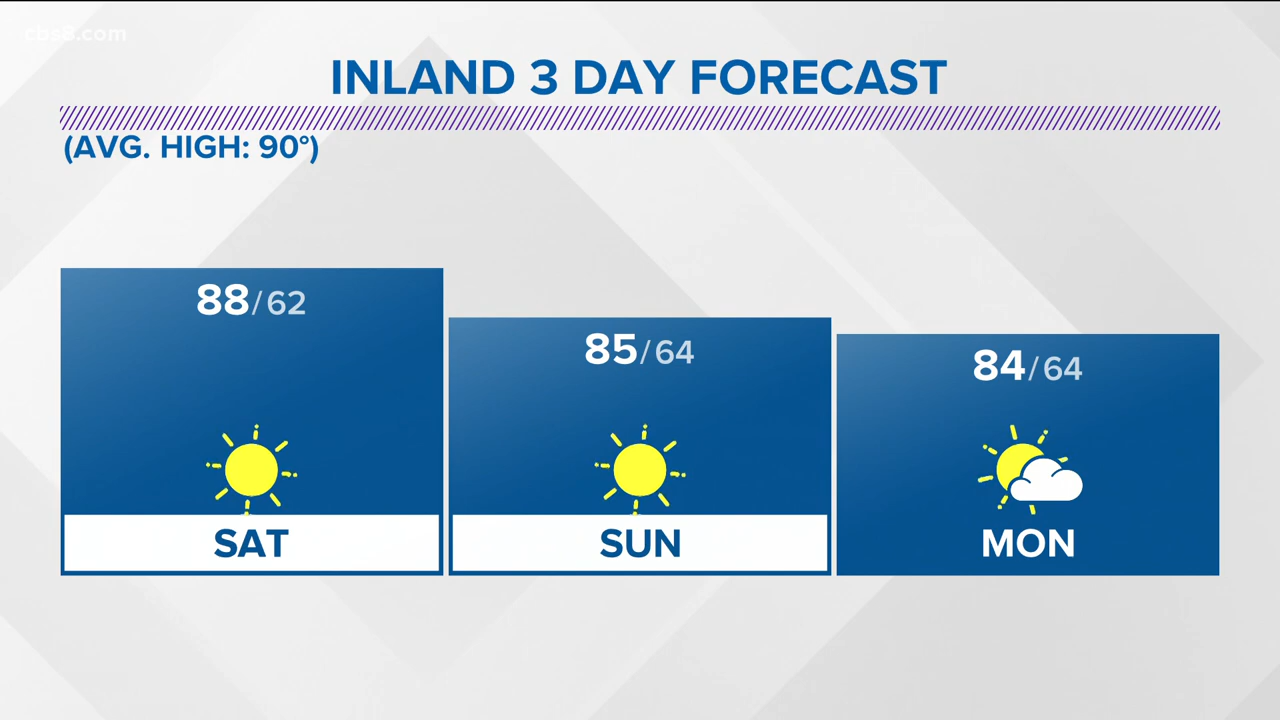 cbs8.com
INLAND 3 DAY FORECAST
(AVG. HIGH: 90°)
88/62
85/64
84/64
SAT
SUN
MON